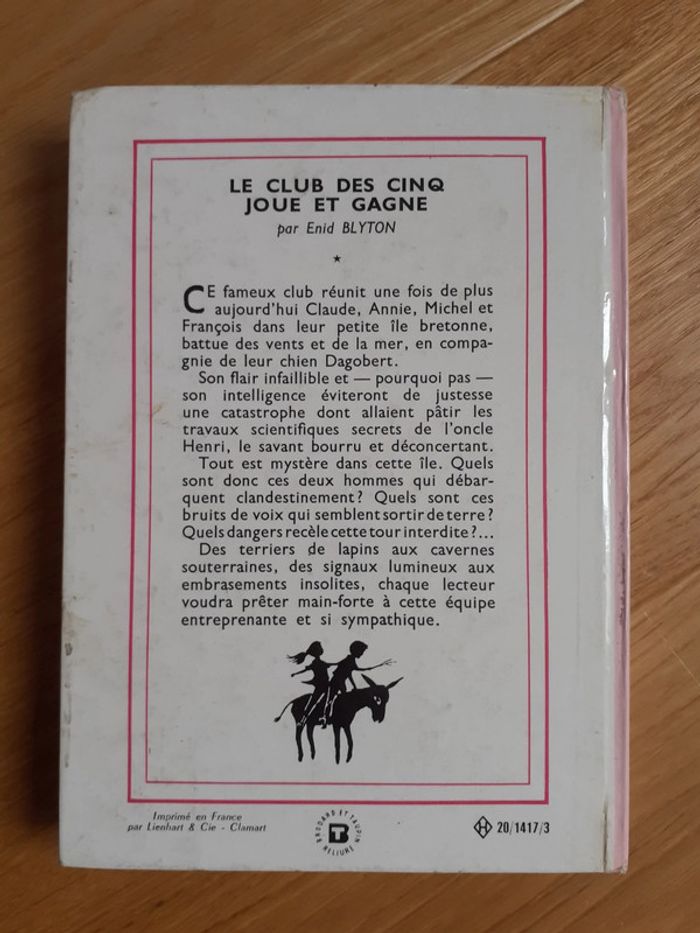 LE CLUB DES CINQ
JOUE ET GAGNE
par Enid BLYTON
★
CE fameux club réunit une fois de plus
aujourd'hui Claude, Annie, Michel et
François dans leur petite île bretonne,
battue des vents et de la mer, en compa-
gnie de leur chien Dagobert.
Son flair infaillible et — pourquoi pas —
son intelligence éviteront de justesse
une catastrophe dont allaient pâtir les
travaux scientifiques secrets de l'oncle
Henri, le savant bourru et déconcertant.
Tout est mystère dans cette île. Quels
sont donc ces deux hommes qui débar-
quent clandestinement? Quels sont ces
bruits de voix qui semblent sortir de terre?
Quels dangers recèle cette tour interdite?...
Des terriers de lapins aux cavernes
souterraines, des signaux lumineux aux
embrasements insolites, chaque lecteur
voudra prêter main-forte à cette équipe
entreprenante et si sympathique.
Imprimé en France
par Lienhart & Cie - Clamart
BRODARD ET TAUPIN
BT
RELIURE
H 20/1417/3